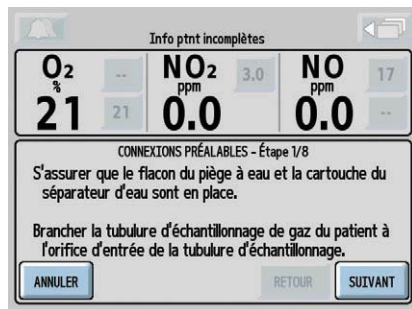 Info ptnt incomplètes
O2 % -- NO2 ppm 3.0 NO ppm 17
21 21 0.0 0.0 --
CONNEXIONS PRÉALABLES - Étape 1/8
S'assurer que le flacon du piège à eau et la cartouche du
séparateur d'eau sont en place.
Brancher la tubulure d'échantillonnage de gaz du patient à
l'orifice d'entrée de la tubulure d'échantillonnage.
ANNULER RETOUR SUIVANT